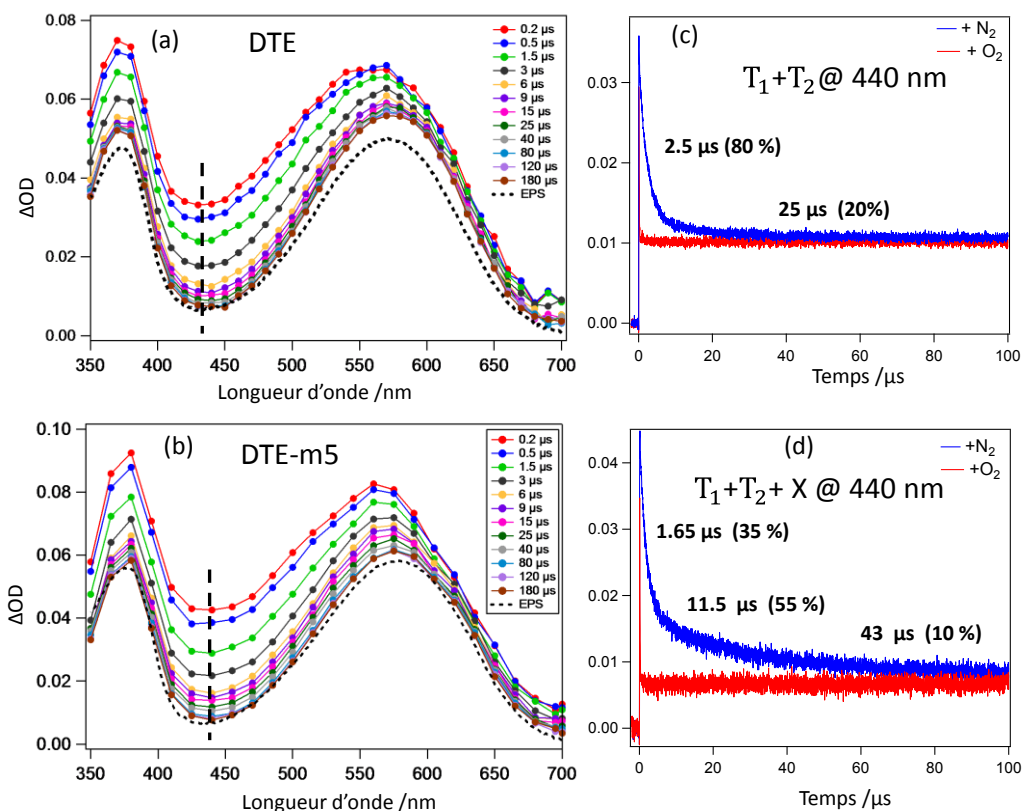 (a)
DTE
0.08
0.06
0.04
0.02
0.00
ΔOD
350 400 450 500 550 600 650 700
Longueur d'onde /nm
0.2 µs
0.5 µs
1.5 µs
3 µs
6 µs
9 µs
15 µs
25 µs
40 µs
80 µs
120 µs
180 µs
EPS
(c)
+ N₂
+ O₂
T₁+T₂ @ 440 nm
2.5 µs (80 %)
25 µs (20%)
0.03
0.02
0.01
0.00
0 20 40 60 80 100
Temps /µs
(b)
DTE-m5
0.10
0.08
0.06
0.04
0.02
0.00
ΔOD
350 400 450 500 550 600 650 700
Longueur d'onde /nm
0.2 µs
0.5 µs
1.5 µs
3 µs
6 µs
9 µs
15 µs
25 µs
40 µs
80 µs
120 µs
180 µs
EPS
(d)
+N₂
+O₂
T₁+T₂+ X @ 440 nm
1.65 µs (35 %)
11.5 µs (55 %)
43 µs (10 %)
0.04
0.03
0.02
0.01
0.00
0 20 40 60 80 100
Temps /µs